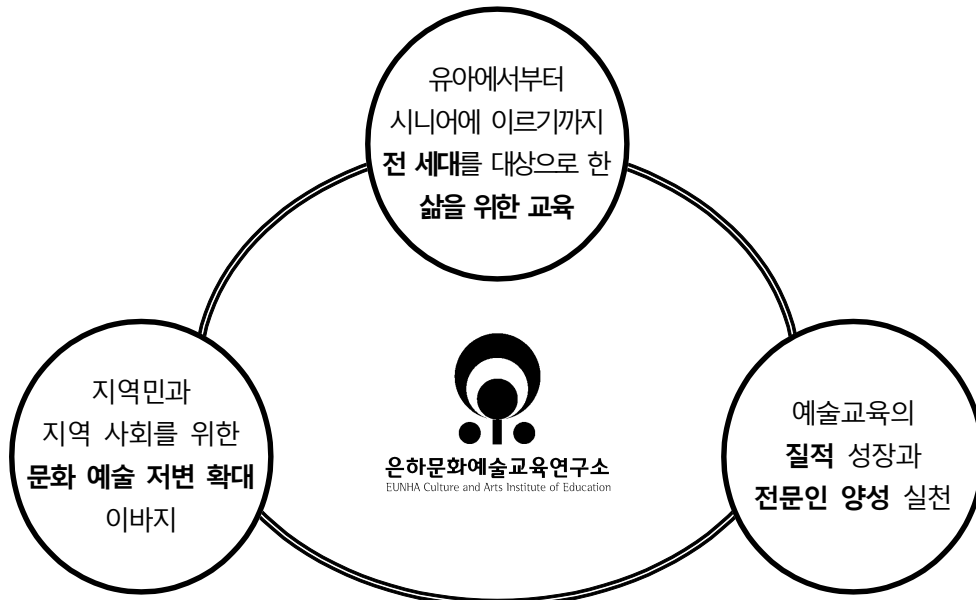 유아에서부터
시니어에 이르기까지
전 세대를 대상으로 한
삶을 위한 교육
지역민과
지역 사회를 위한
문화 예술 저변 확대
이바지
은하문화예술교육연구소
EUNHA Culture and Arts Institute of Education
예술교육의
질적 성장과
전문인 양성 실천